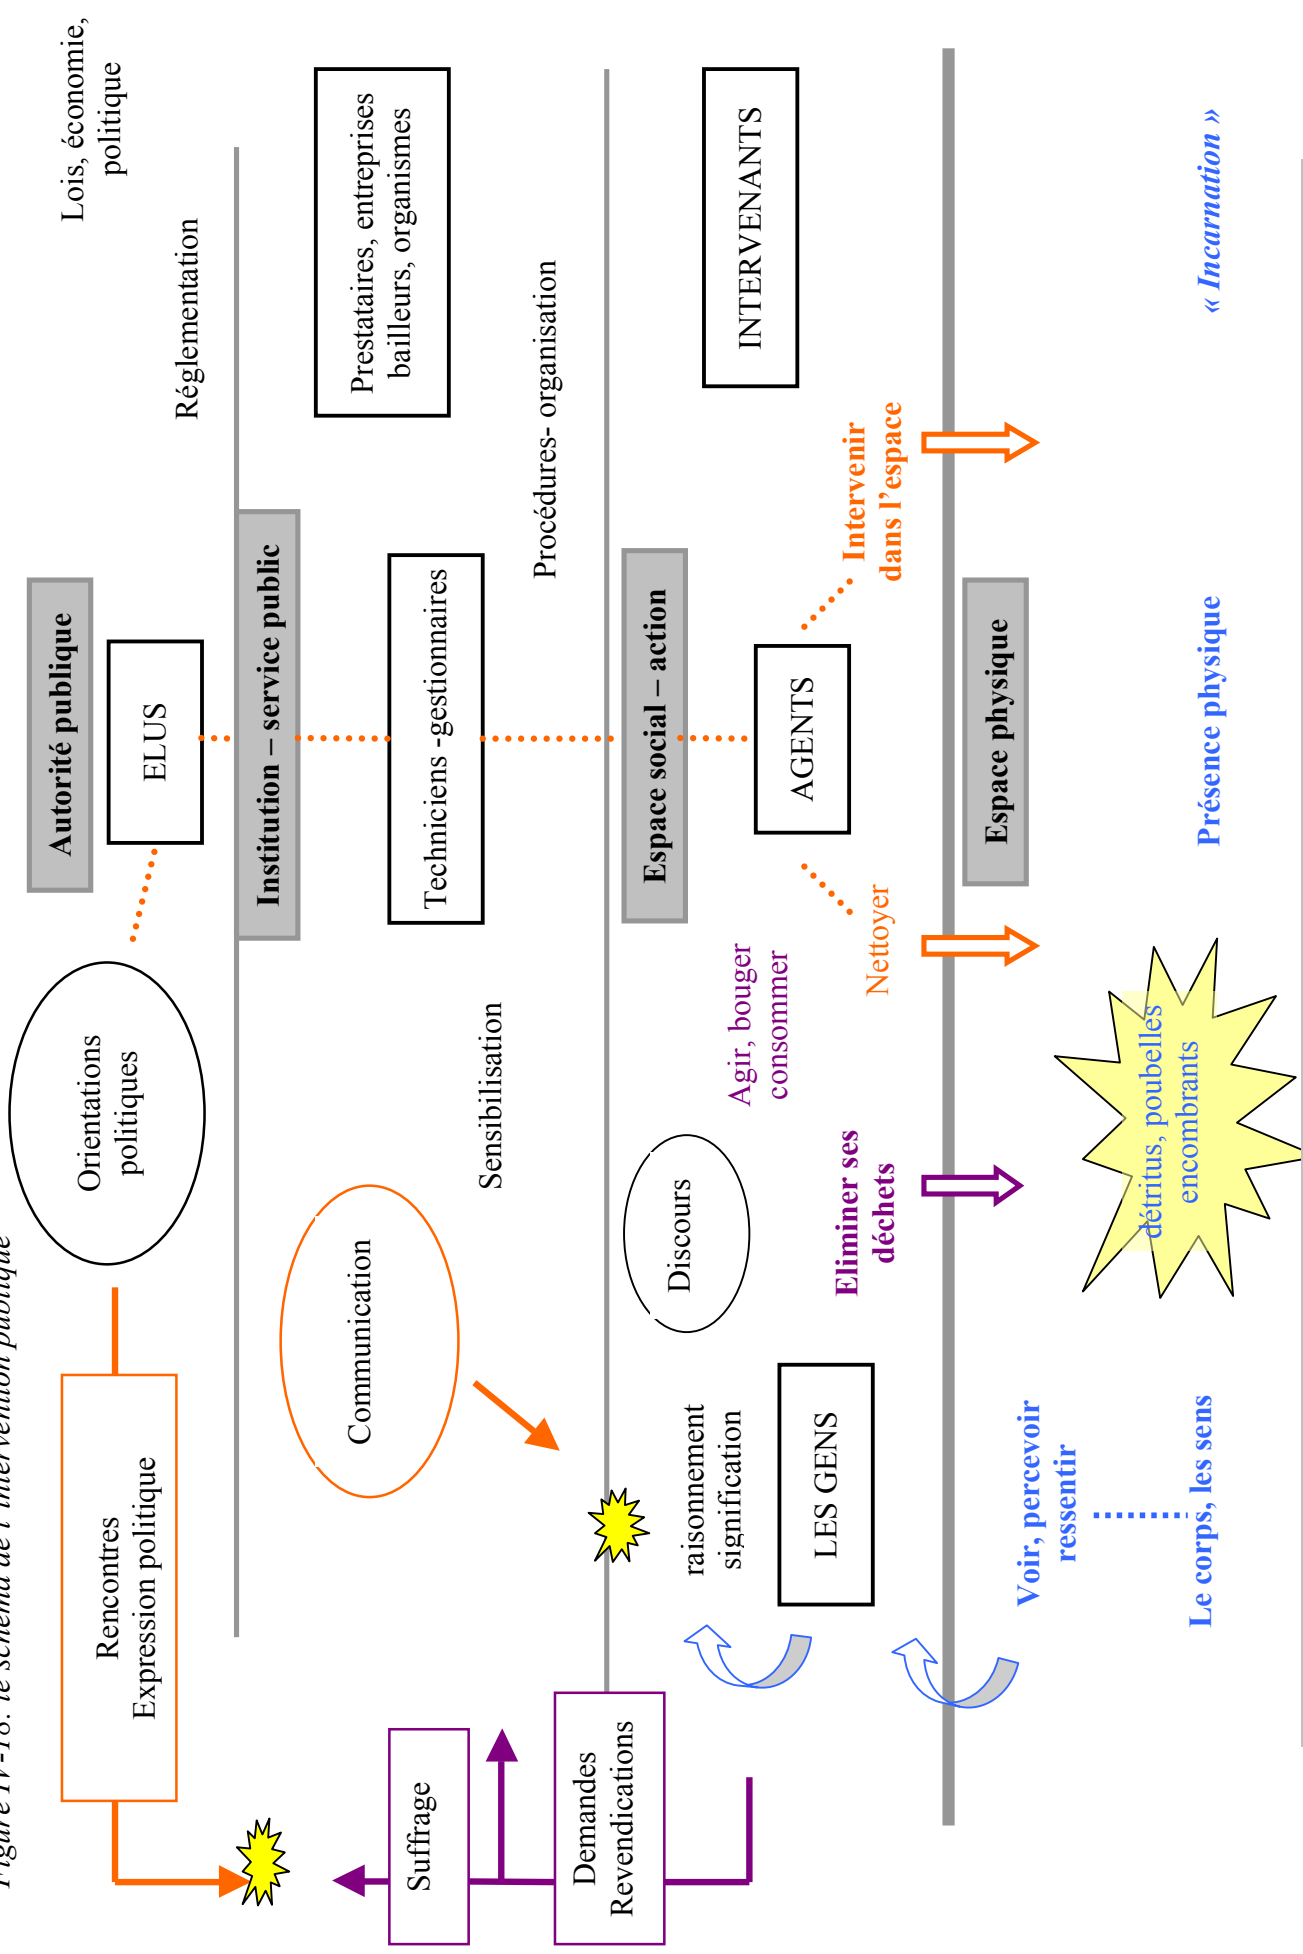 Figure IV-18: le schéma de l'intervention publique
Autorité publique
Lois, économie,
politique
Rencontres
Expression politique
Orientations
politiques
ELUS
Réglementation
Institution – service public
Suffrage
Communication
Techniciens -gestionnaires
Prestataires, entreprises
bailleurs, organismes
Sensibilisation
Procédures- organisation
Demandes
Revendications
Espace social – action
raisonnement
signification
Discours
Agir, bouger
consommer
LES GENS
AGENTS
INTERVENANTS
Eliminer ses
déchets
Nettoyer
Intervenir
dans l'espace
Espace physique
Voir, percevoir
ressentir
détritus, poubelles
encombrants
Le corps, les sens
Présence physique
« Incarnation »